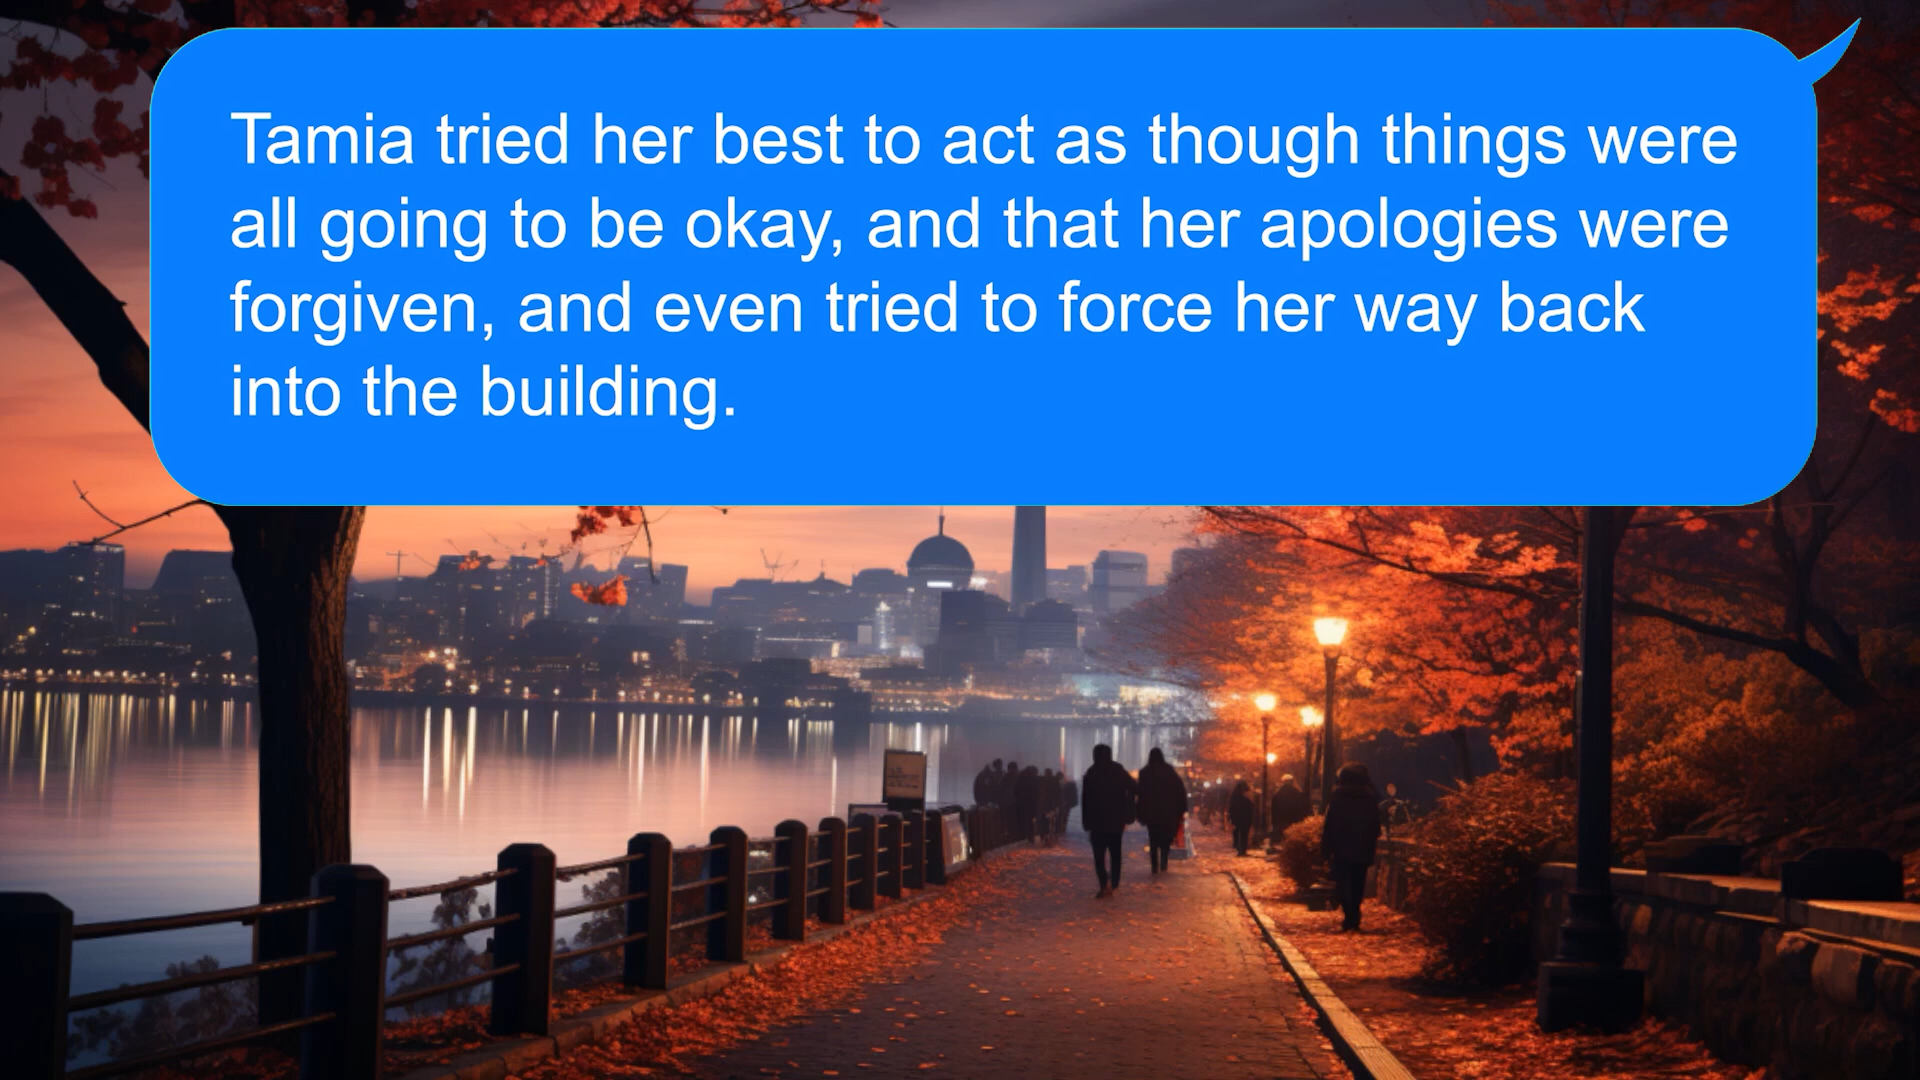 Tamia tried her best to act as though things were
all going to be okay, and that her apologies were
forgiven, and even tried to force her way back
into the building.